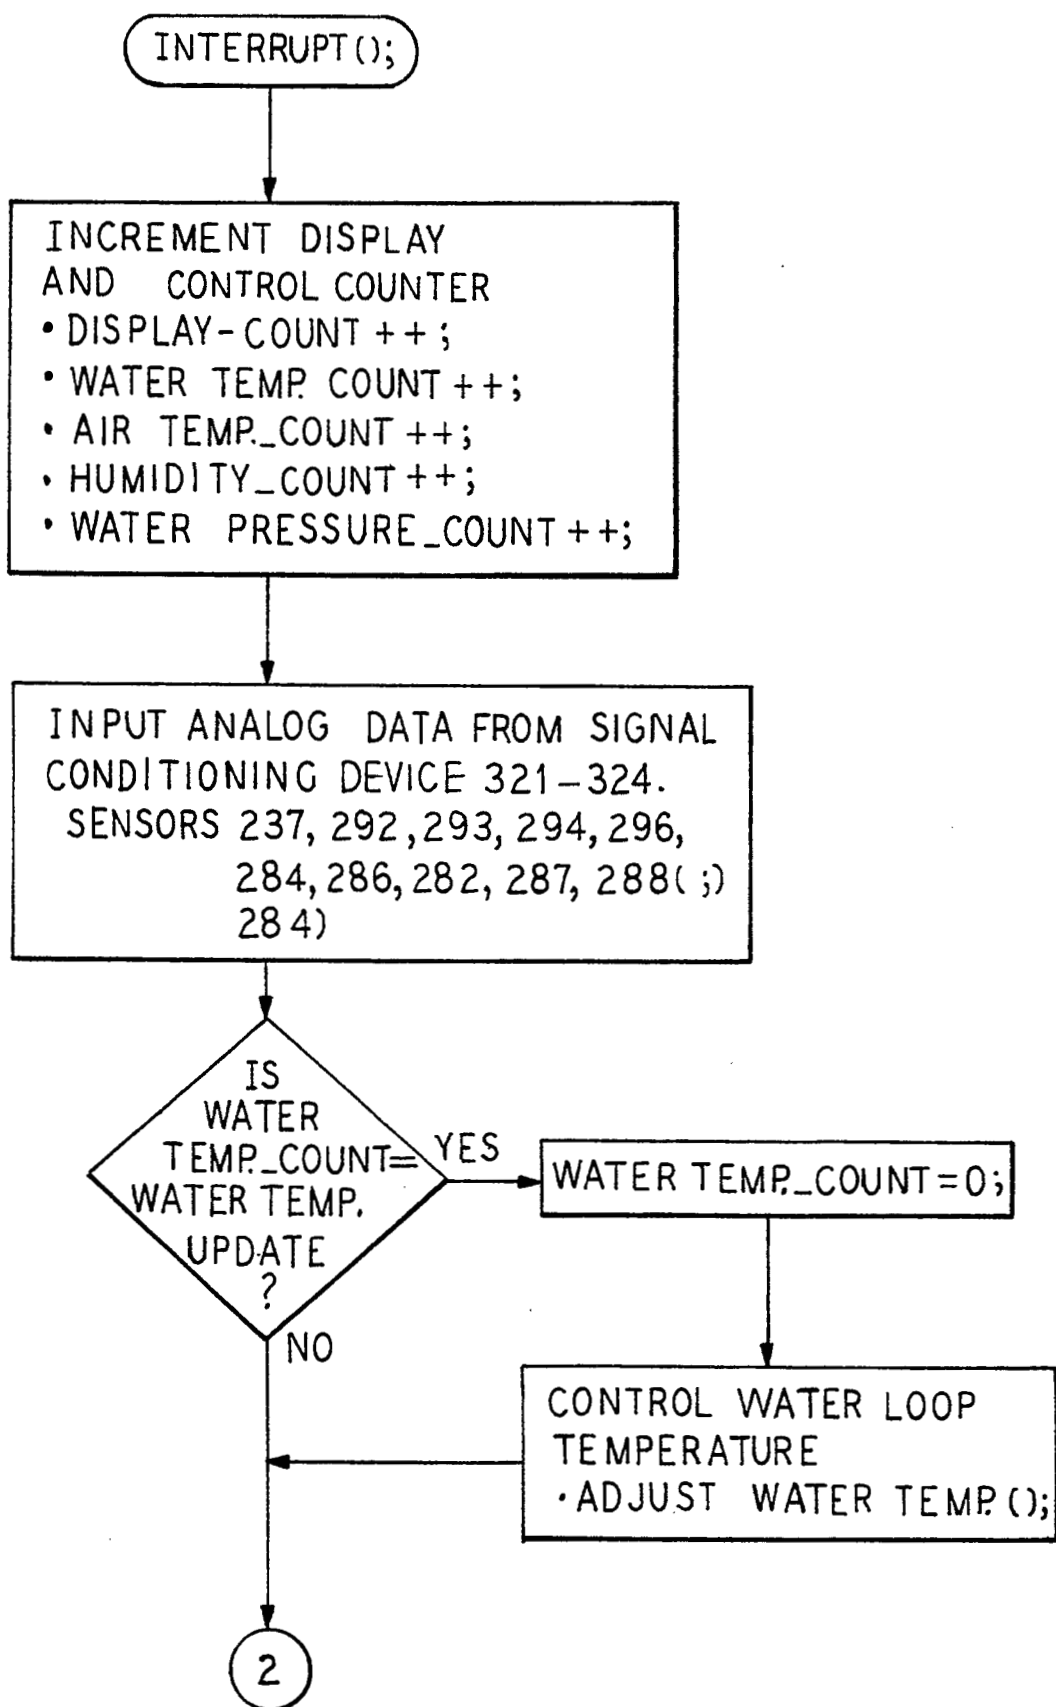 INTERRUPT();
INCREMENT DISPLAY
AND CONTROL COUNTER
• DISPLAY-COUNT ++;
• WATER TEMP. COUNT ++;
• AIR TEMP._COUNT ++;
• HUMIDITY_COUNT ++;
• WATER PRESSURE_COUNT ++;
INPUT ANALOG DATA FROM SIGNAL
CONDITIONING DEVICE 321-324.
SENSORS 237, 292, 293, 294, 296,
284, 286, 282, 287, 288( ;)
284)
IS
WATER
TEMP._COUNT=
WATER TEMP.
UPDATE
?
YES
WATER TEMP._COUNT=0;
NO
CONTROL WATER LOOP
TEMPERATURE
• ADJUST WATER TEMP.();
2